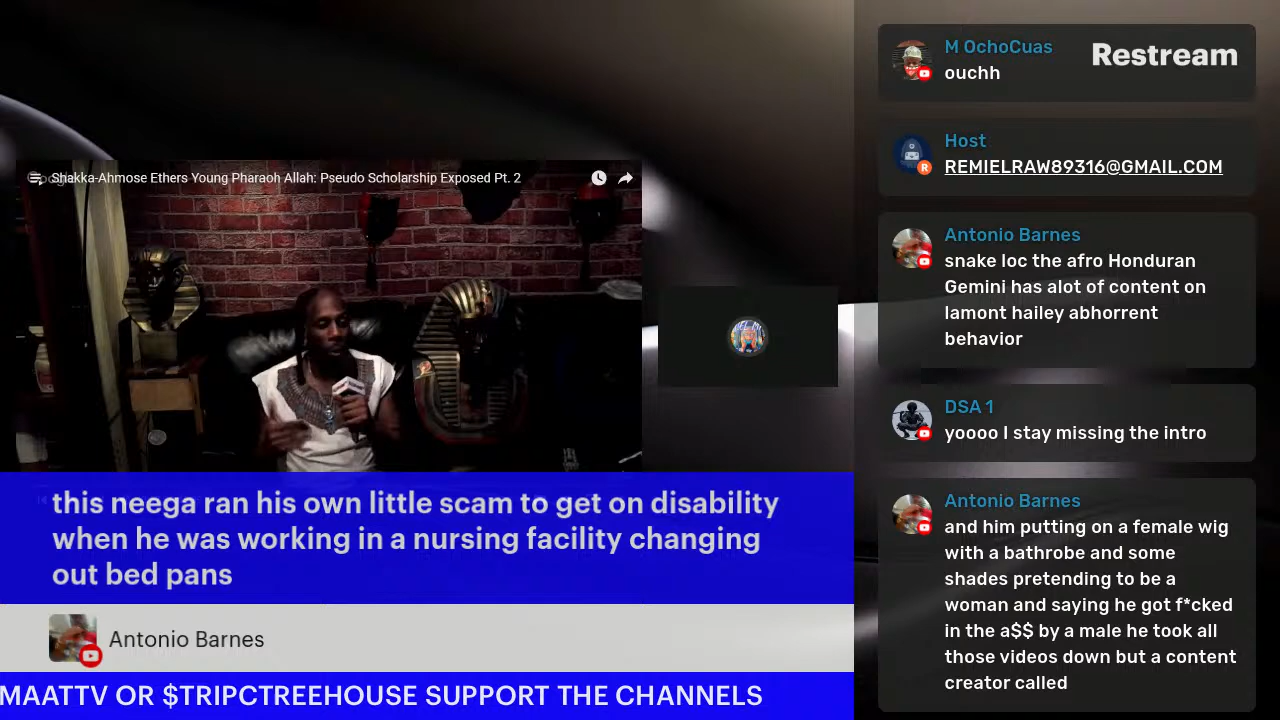 Shakka-Ahmose Ethers Young Pharaoh Allah: Pseudo Scholarship Exposed Pt. 2
this neega ran his own little scam to get on disability
when he was working in a nursing facility changing
out bed pans
Antonio Barnes
MAATTV OR $TRIPCTREEHOUSE SUPPORT THE CHANNELS
Restream
M OchoCuas
ouchh
Host
REMIELRAW89316@GMAIL.COM
Antonio Barnes
snake loc the afro Honduran
Gemini has alot of content on
lamont hailey abhorrent
behavior
DSA 1
yoooo I stay missing the intro
Antonio Barnes
and him putting on a female wig
with a bathrobe and some
shades pretending to be a
woman and saying he got f*cked
in the a$$ by a male he took all
those videos down but a content
creator called